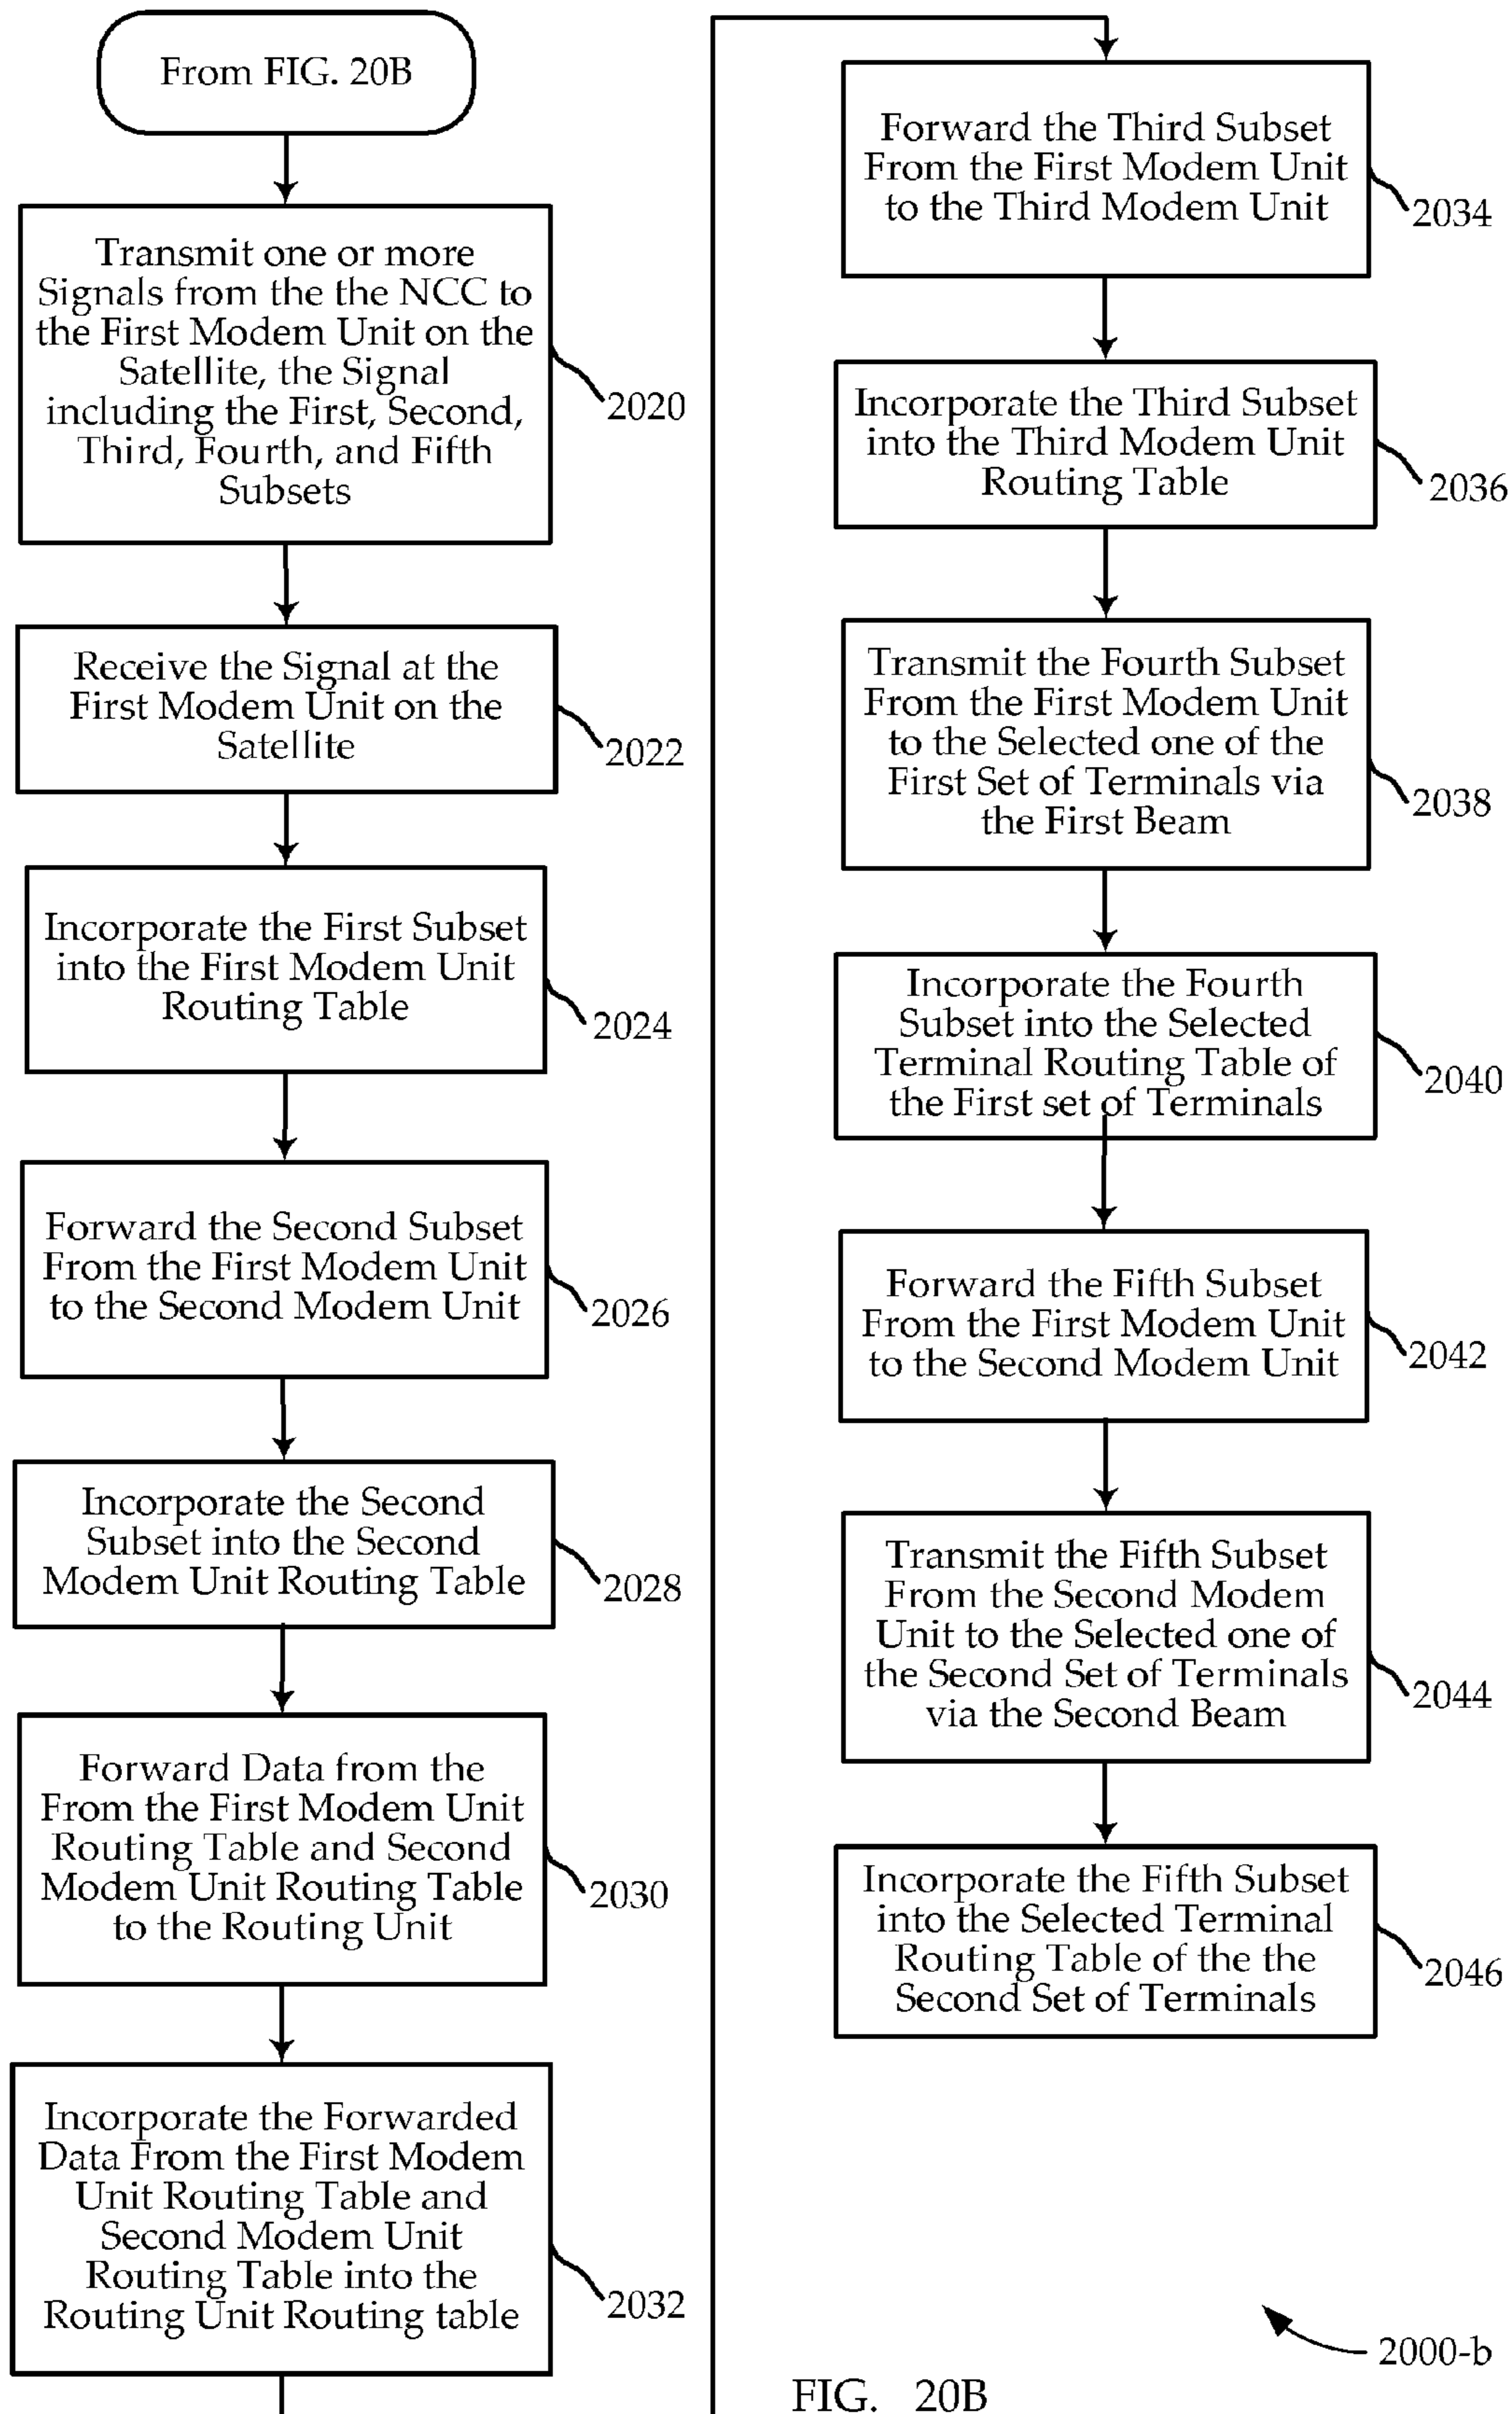 From FIG. 20B
Transmit one or more
Signals from the the NCC to
the First Modem Unit on the
Satellite, the Signal
including the First, Second,
Third, Fourth, and Fifth
Subsets
2020
Receive the Signal at the
First Modem Unit on the
Satellite
2022
Incorporate the First Subset
into the First Modem Unit
Routing Table
2024
Forward the Second Subset
From the First Modem Unit
to the Second Modem Unit
2026
Incorporate the Second
Subset into the Second
Modem Unit Routing Table
2028
Forward Data from the
From the First Modem Unit
Routing Table and Second
Modem Unit Routing Table
to the Routing Unit
2030
Incorporate the Forwarded
Data From the First Modem
Unit Routing Table and
Second Modem Unit
Routing Table into the
Routing Unit Routing table
2032
Forward the Third Subset
From the First Modem Unit
to the Third Modem Unit
2034
Incorporate the Third Subset
into the Third Modem Unit
Routing Table
2036
Transmit the Fourth Subset
From the First Modem Unit
to the Selected one of the
First Set of Terminals via
the First Beam
2038
Incorporate the Fourth
Subset into the Selected
Terminal Routing Table of
the First set of Terminals
2040
Forward the Fifth Subset
From the First Modem Unit
to the Second Modem Unit
2042
Transmit the Fifth Subset
From the Second Modem
Unit to the Selected one of
the Second Set of Terminals
via the Second Beam
2044
Incorporate the Fifth Subset
into the Selected Terminal
Routing Table of the the
Second Set of Terminals
2046
2000-b
FIG. 20B